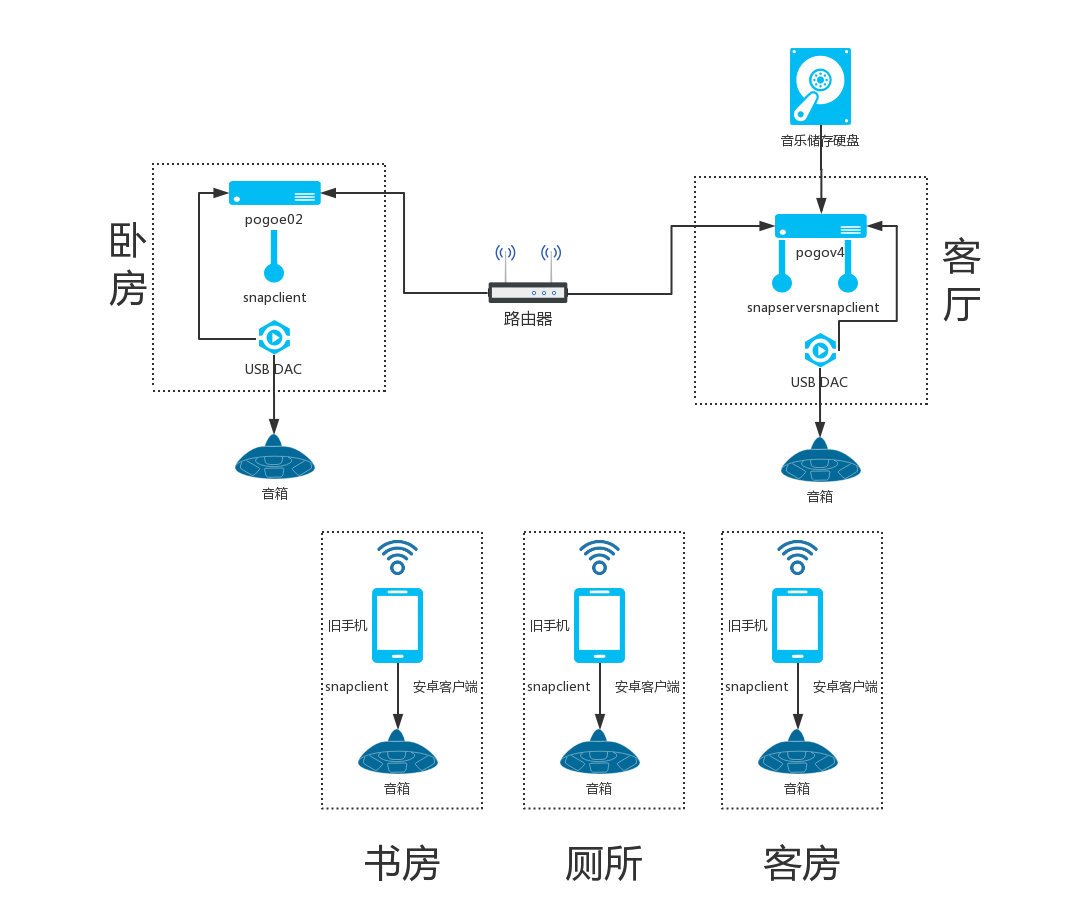 音乐储存硬盘
卧房
pogoe02
snapclient
USB DAC
音箱
路由器
客厅
pogov4
snapserversnapclient
USB DAC
音箱
旧手机
snapclient 安卓客户端
音箱
书房
旧手机
snapclient 安卓客户端
音箱
厕所
旧手机
snapclient 安卓客户端
音箱
客房